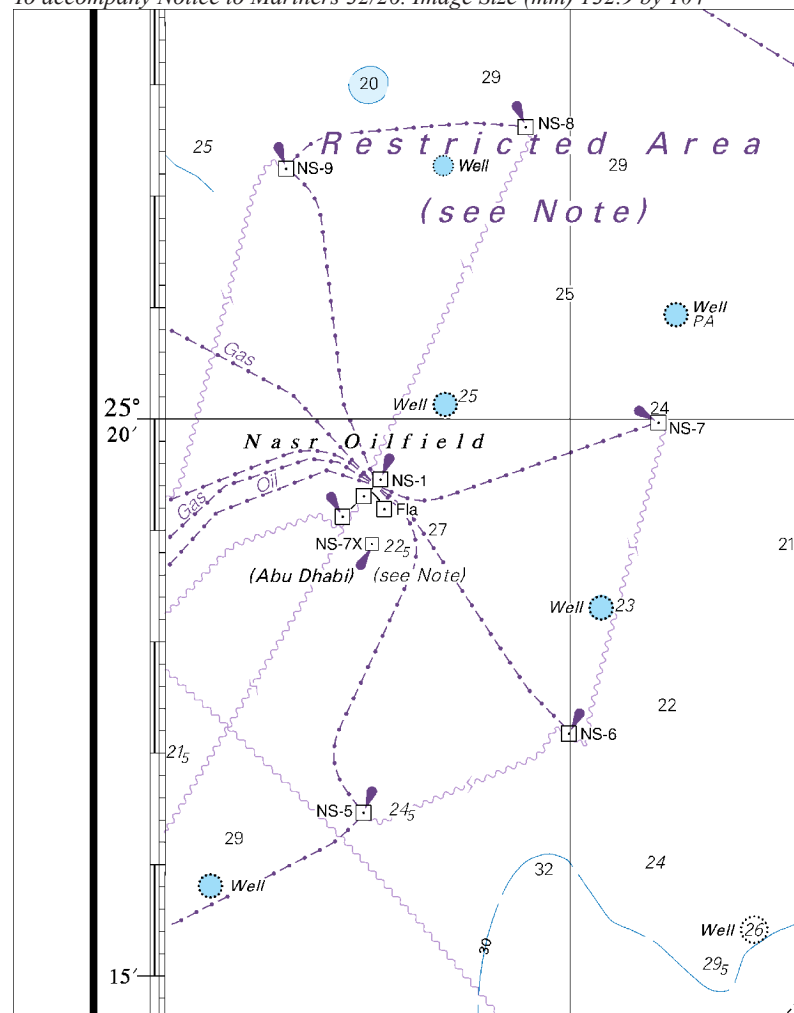 To accompany Notice to Mariners 32/20. Image Size (mm) 132.9 by 164
29
20
NS-8
25
Restricted Area
Well
29
NS-9
(see Note)
25
Well
PA
Gas
Well 25
24
25°
20′
NS-7
Nasr Oilfield
NS-1
Oil
Gas
Fla
27
NS-7X
22₅
21
(Abu Dhabi)
(see Note)
Well 23
22
NS-6
21₅
NS-5
24₅
29
24
32
Well
Well 26
30
29₅
15′